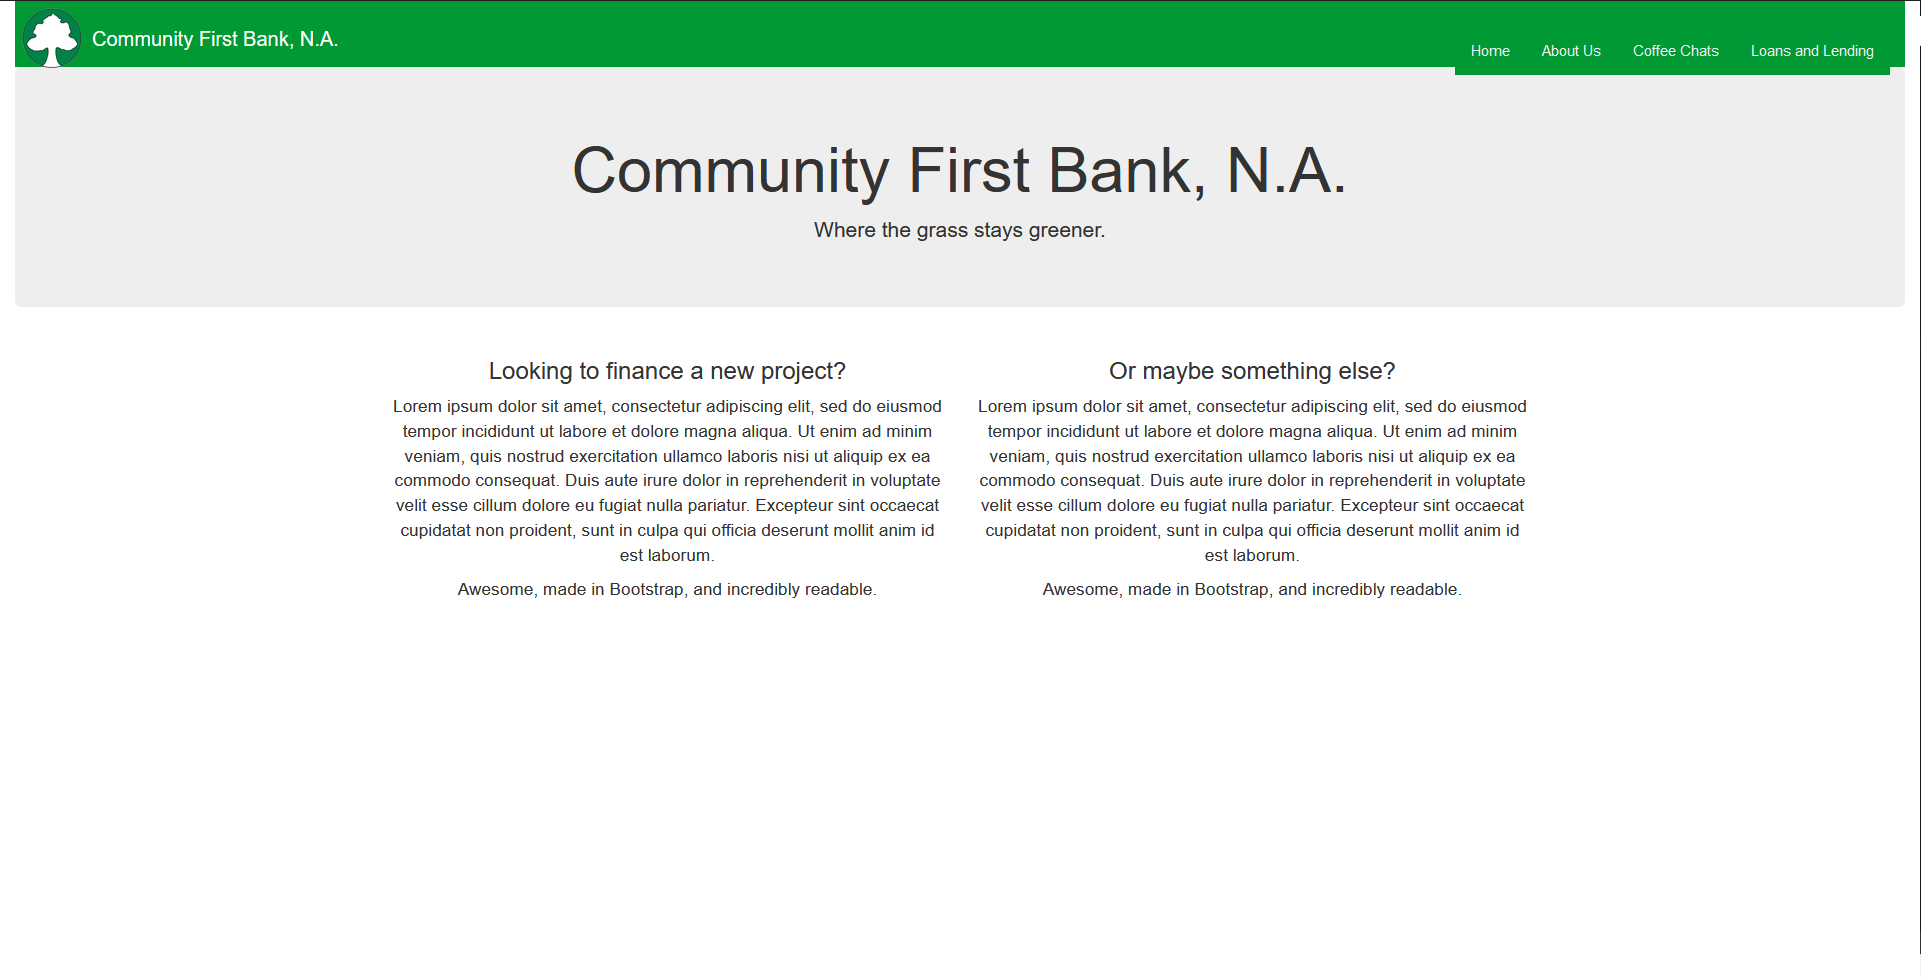 Community First Bank, N.A.
Home About Us Coffee Chats Loans and Lending
Community First Bank, N.A.
Where the grass stays greener.
Looking to finance a new project?
Lorem ipsum dolor sit amet, consectetur adipiscing elit, sed do eiusmod
tempor incididunt ut labore et dolore magna aliqua. Ut enim ad minim
veniam, quis nostrud exercitation ullamco laboris nisi ut aliquip ex ea
commodo consequat. Duis aute irure dolor in reprehenderit in voluptate
velit esse cillum dolore eu fugiat nulla pariatur. Excepteur sint occaecat
cupidatat non proident, sunt in culpa qui officia deserunt mollit anim id
est laborum.
Awesome, made in Bootstrap, and incredibly readable.
Or maybe something else?
Lorem ipsum dolor sit amet, consectetur adipiscing elit, sed do eiusmod
tempor incididunt ut labore et dolore magna aliqua. Ut enim ad minim
veniam, quis nostrud exercitation ullamco laboris nisi ut aliquip ex ea
commodo consequat. Duis aute irure dolor in reprehenderit in voluptate
velit esse cillum dolore eu fugiat nulla pariatur. Excepteur sint occaecat
cupidatat non proident, sunt in culpa qui officia deserunt mollit anim id
est laborum.
Awesome, made in Bootstrap, and incredibly readable.